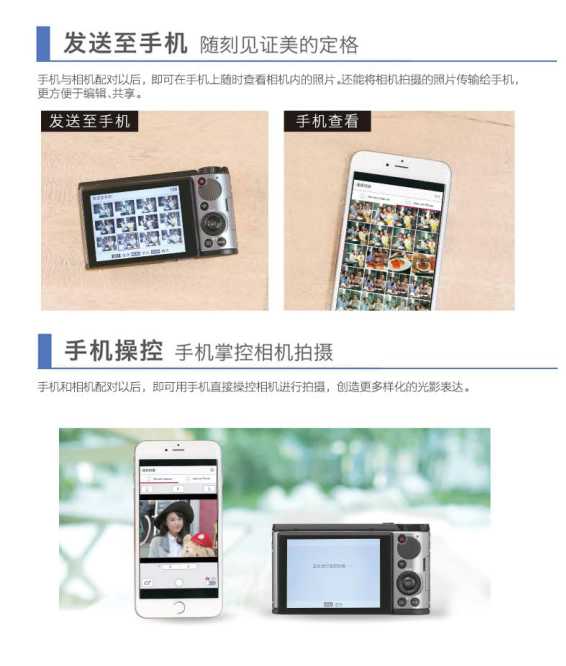 发送至手机 随刻见证美的定格
手机与相机配对以后，即可在手机上随时查看相机内的照片。还能将相机拍摄的照片传输给手机，
更方便于编辑、共享。
发送至手机
手机查看
手机操控 手机掌控相机拍摄
手机和相机配对以后，即可用手机直接操控相机进行拍摄，创造更多样化的光影表达。